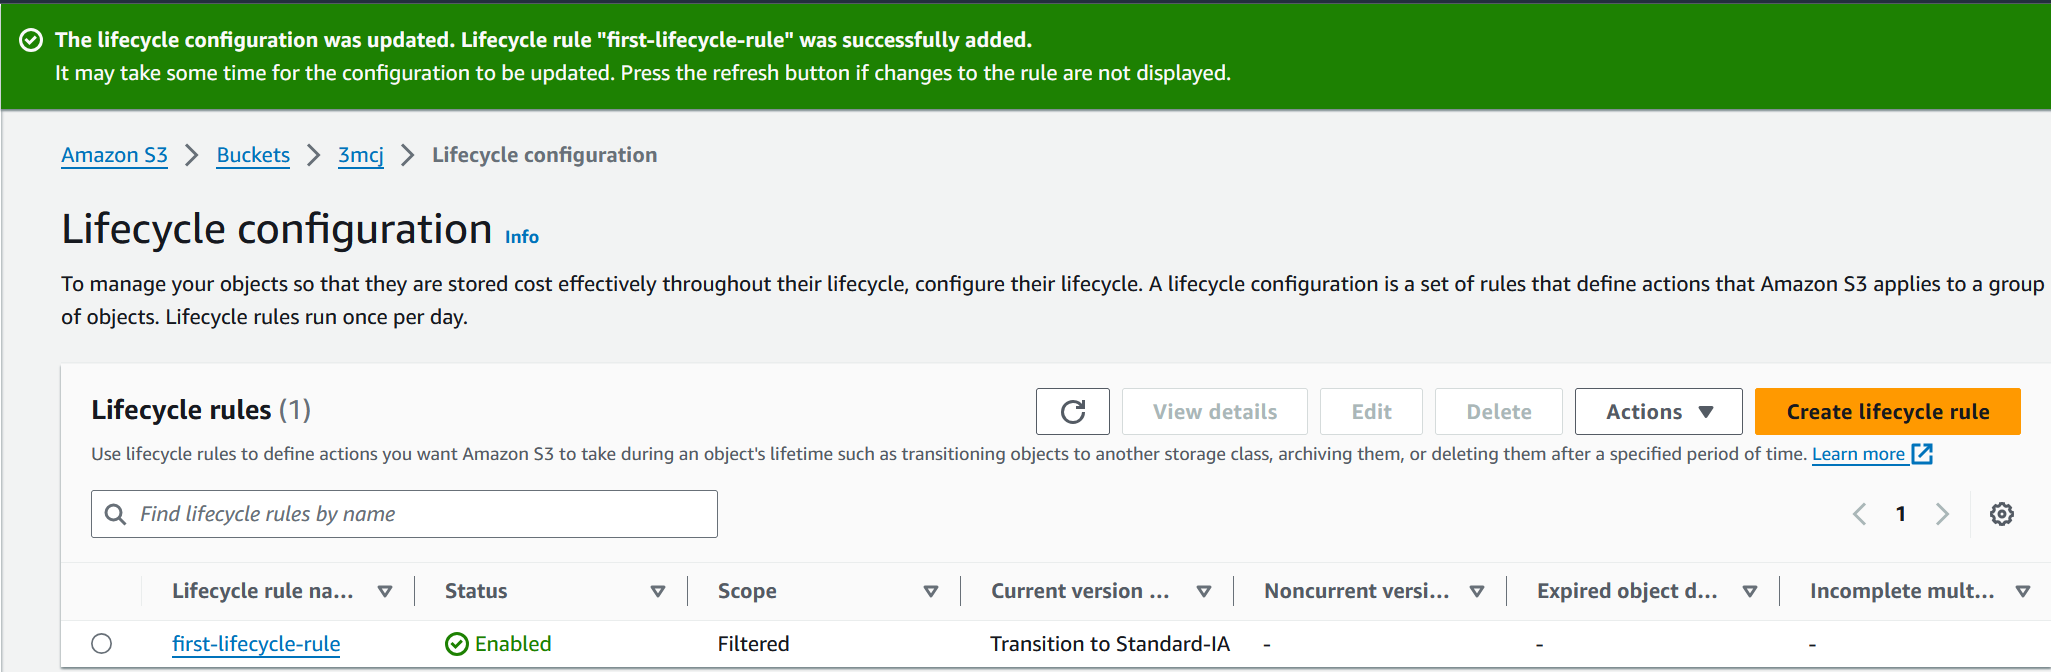 The lifecycle configuration was updated. Lifecycle rule "first-lifecycle-rule" was successfully added.
It may take some time for the configuration to be updated. Press the refresh button if changes to the rule are not displayed.
Amazon S3 > Buckets > 3mcj > Lifecycle configuration
Lifecycle configuration Info
To manage your objects so that they are stored cost effectively throughout their lifecycle, configure their lifecycle. A lifecycle configuration is a set of rules that define actions that Amazon S3 applies to a group
of objects. Lifecycle rules run once per day.
Lifecycle rules (1) View details Edit Delete Actions Create lifecycle rule
Use lifecycle rules to define actions you want Amazon S3 to take during an object's lifetime such as transitioning objects to another storage class, archiving them, or deleting them after a specified period of time. Learn more
Find lifecycle rules by name 1
Lifecycle rule na... Status Scope Current version ... Noncurrent versi... Expired object d... Incomplete mult...
first-lifecycle-rule Enabled Filtered Transition to Standard-IA - - -